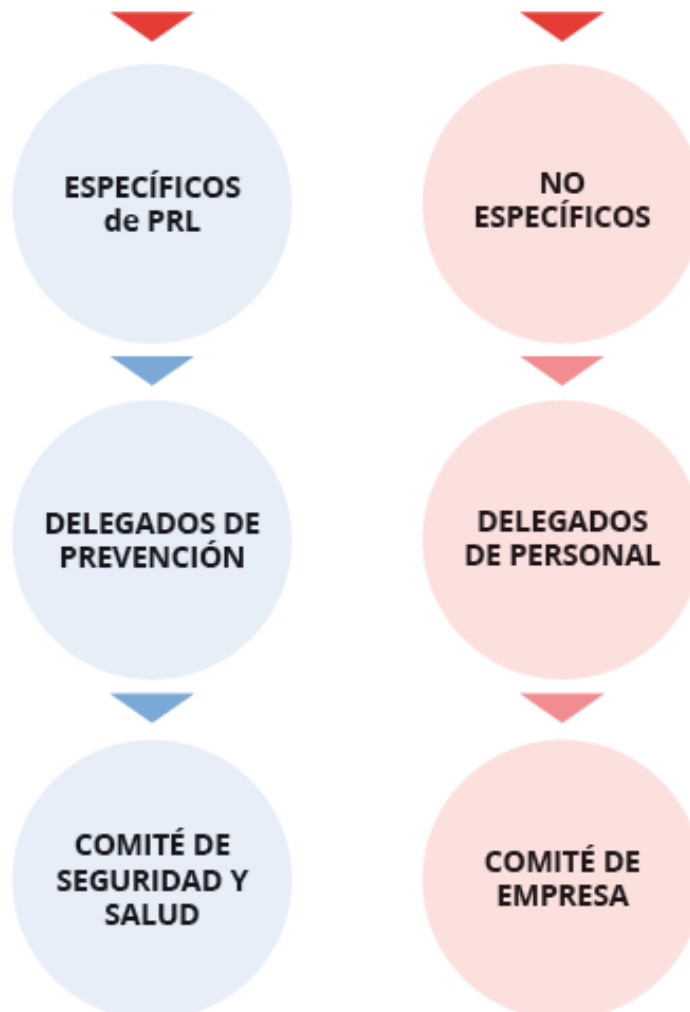 ESPECÍFICOS
de PRL
NO
ESPECÍFICOS
DELEGADOS DE
PREVENCIÓN
DELEGADOS
DE PERSONAL
COMITÉ DE
SEGURIDAD Y
SALUD
COMITÉ DE
EMPRESA